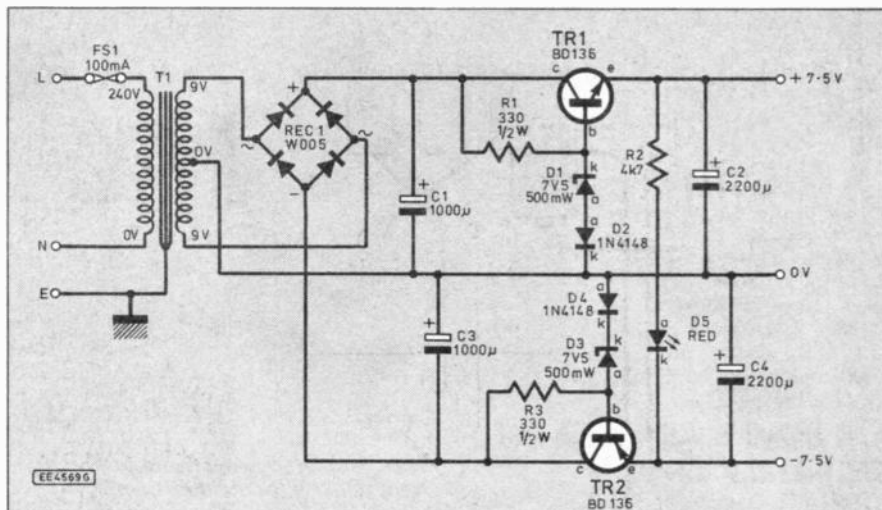 TR1
BD136
FS1
100mA
T1
L
240V
9V
c
e
+7·5V
+
R1
330
1/2W
b
REC1
W005
~
~
0V
k
D1
7V5
500mW
a
R2
4k7
+
C2
2200µ
+
C1
1000µ
-
a
D2
1N4148
k
N
0V
9V
0V
E
a
D4
1N4148
k
+
C3
1000µ
k
D3
7V5
500mW
a
a
D5
RED
k
+
C4
2200µ
R3
330
1/2W
b
c
e
-7·5V
TR2
BD136
EE4569G